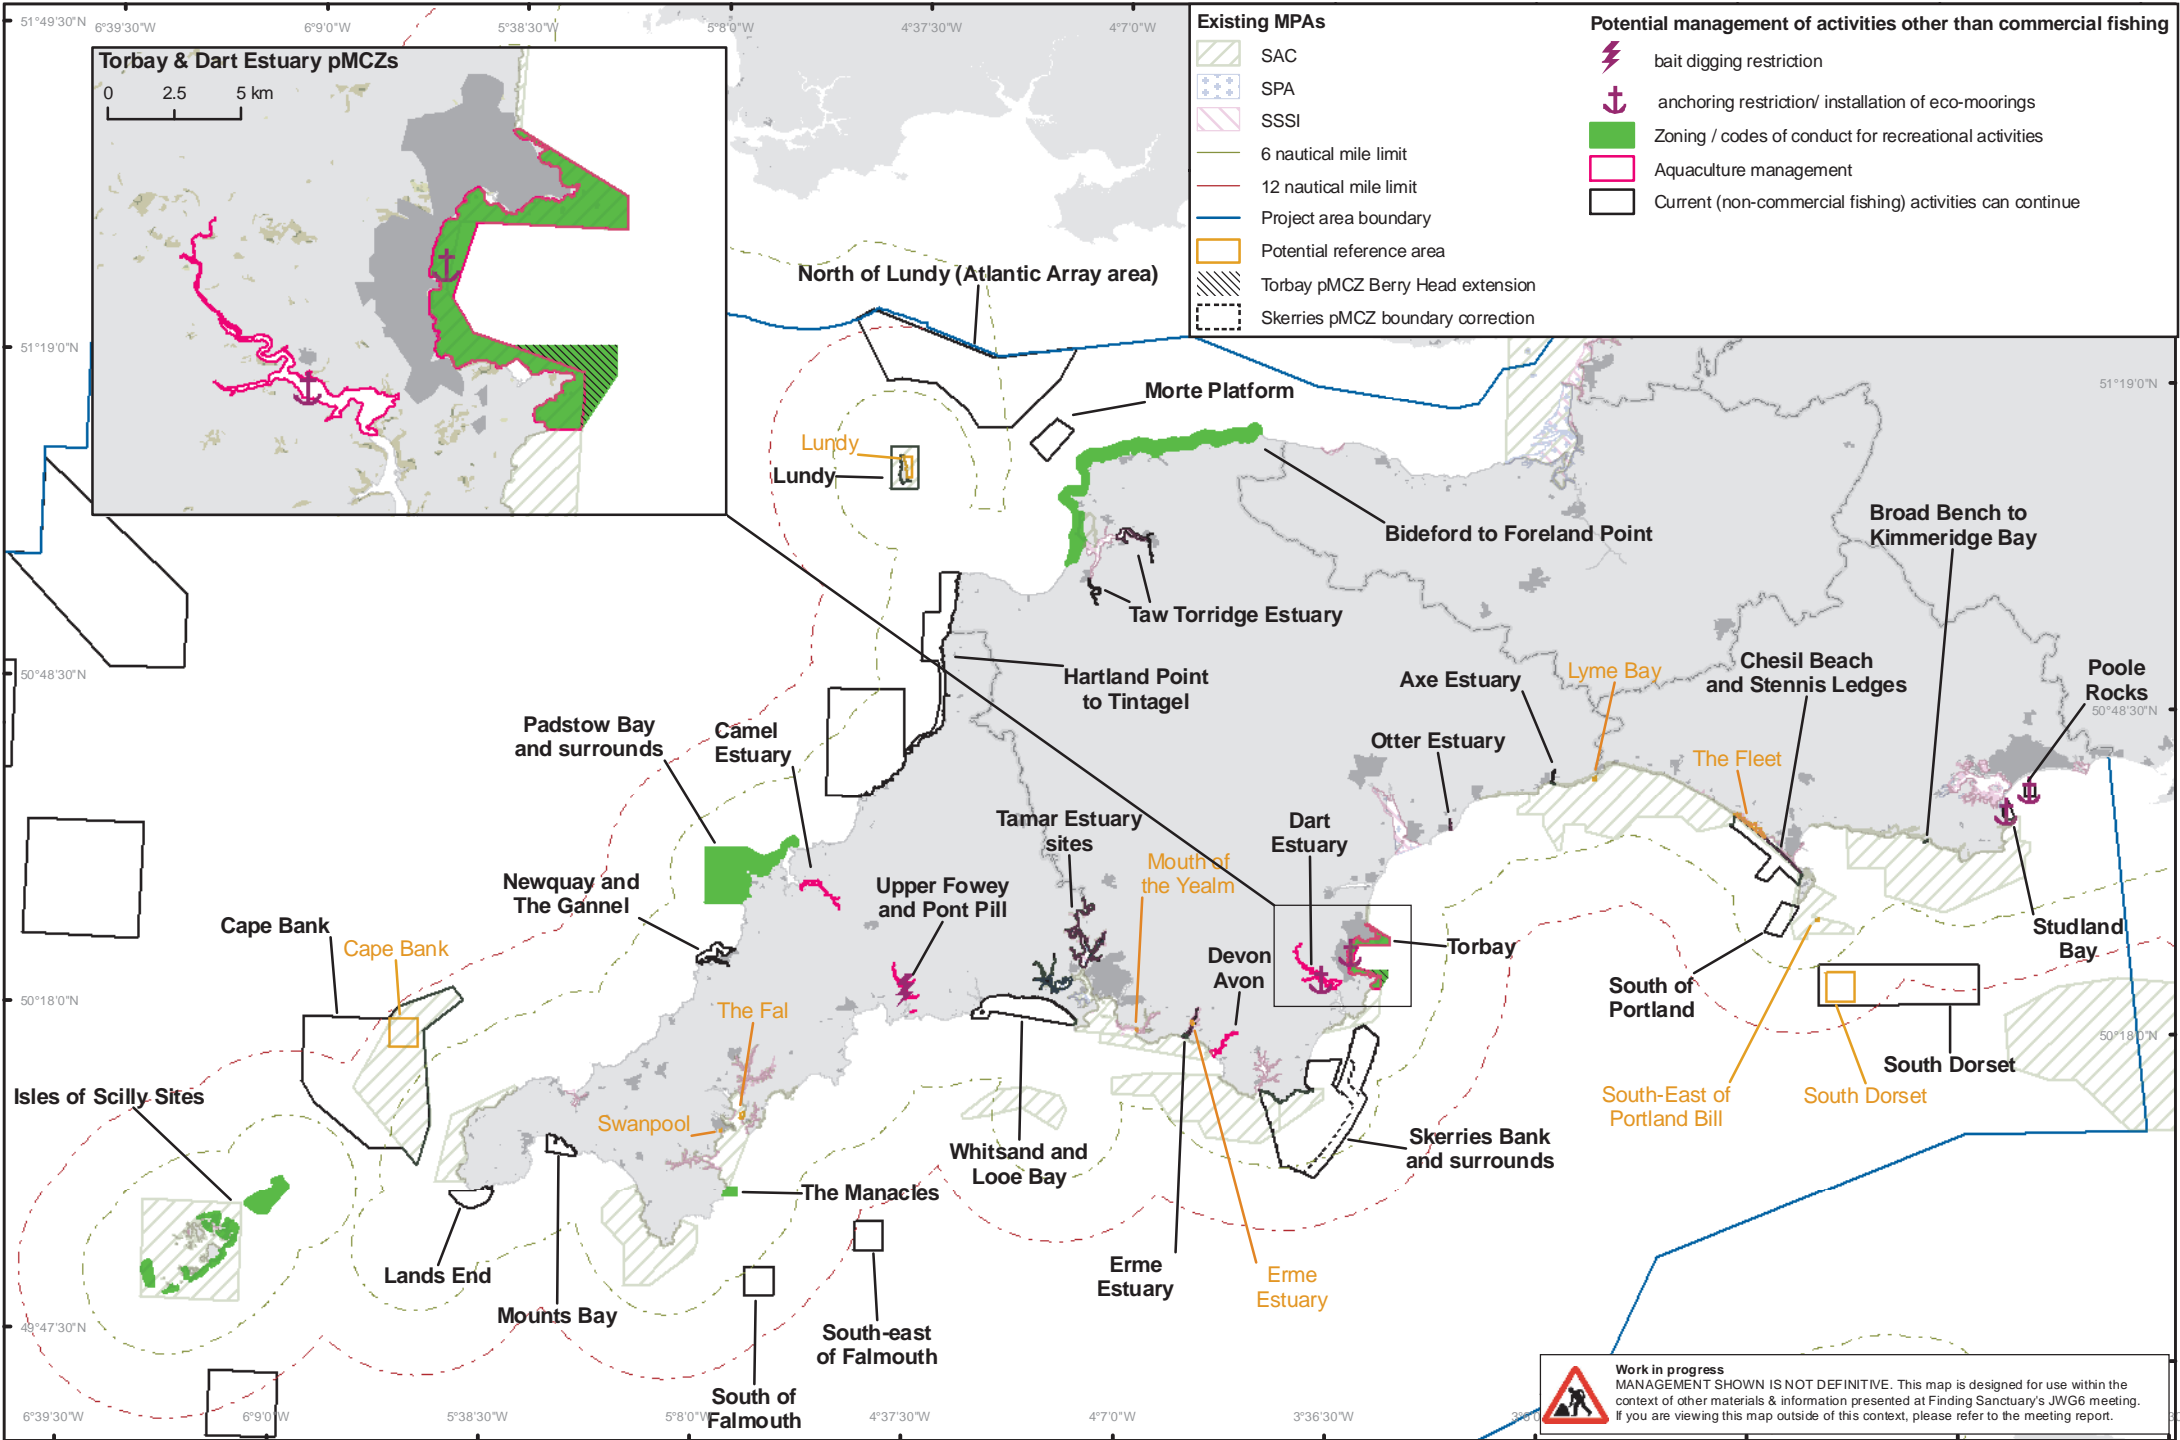 51°49'30"N
6°39'30"W
6°9'0"W
5°38'30"W
5°8'0"W
4°37'30"W
4°7'0"W
Torbay & Dart Estuary pMCZs
0 2.5 5 km
Existing MPAs
SAC
SPA
SSSI
6 nautical mile limit
12 nautical mile limit
Project area boundary
Potential reference area
Torbay pMCZ Berry Head extension
Skerries pMCZ boundary correction
Potential management of activities other than commercial fishing
bait digging restriction
anchoring restriction/ installation of eco-moorings
Zoning / codes of conduct for recreational activities
Aquaculture management
Current (non-commercial fishing) activities can continue
North of Lundy (Atlantic Array area)
51°19'0"N
51°19'0"N
Morte Platform
Lundy
Lundy
Bideford to Foreland Point
Broad Bench to
Kimmeridge Bay
Taw Torridge Estuary
50°48'30"N
Hartland Point
to Tintagel
Axe Estuary
Lyme Bay
Chesil Beach
and Stennis Ledges
Poole
Rocks
50°48'30"N
Padstow Bay
and surrounds
Camel
Estuary
Otter Estuary
The Fleet
Tamar Estuary
sites
Dart
Estuary
Mouth of
the Yealm
Newquay and
The Gannel
Upper Fowey
and Pont Pill
Cape Bank
Cape Bank
Devon
Avon
Torbay
Studland
Bay
South of
Portland
50°18'0"N
The Fal
50°18'0"N
South Dorset
Isles of Scilly Sites
South-East of
Portland Bill
South Dorset
Swanpool
Whitsand and
Looe Bay
Skerries Bank
and surrounds
The Manacles
Lands End
Erme
Estuary
Erme
Estuary
Mounts Bay
49°47'30"N
South-east
of Falmouth
South of
Falmouth
6°39'30"W
6°9'0"W
5°38'30"W
5°8'0"W
4°37'30"W
4°7'0"W
3°36'30"W
Work in progress
MANAGEMENT SHOWN IS NOT DEFINITIVE. This map is designed for use within the
context of other materials & information presented at Finding Sanctuary's JWG6 meeting.
If you are viewing this map outside of this context, please refer to the meeting report.